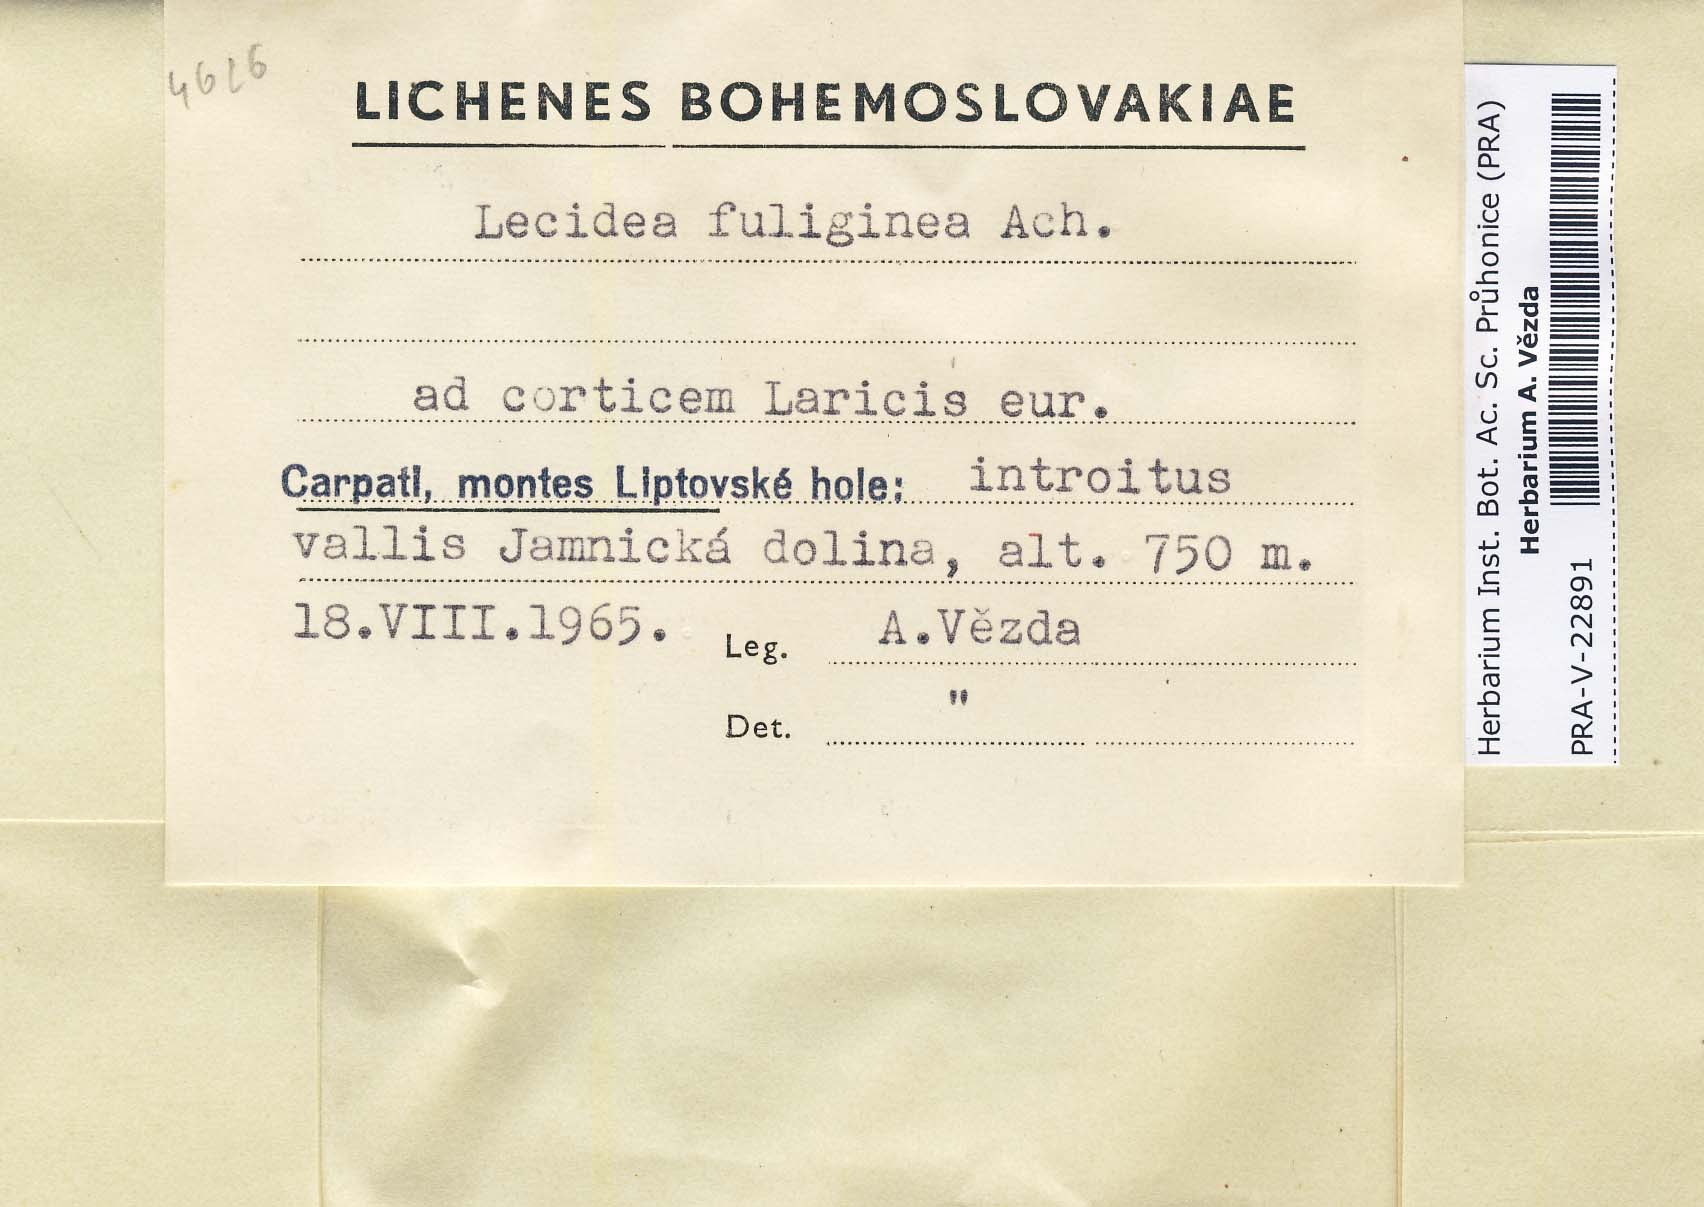 4626
LICHENES BOHEMOSLOVAKIAE
Lecidea fuliginea Ach.
ad corticem Laricis eur.
Carpati, montes Liptovské hole: introitus
vallis Jamnická dolina, alt. 750 m.
18.VIII.1965. Leg. A.Vězda
Det. "
Herbarium Inst. Bot. Ac. Sc. Průhonice (PRA)
Herbarium A. Vězda
PRA-V-22891